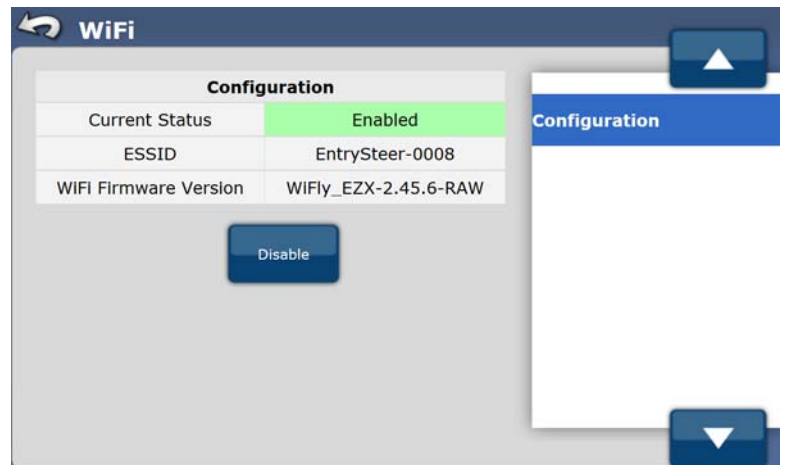 WiFi
Configuration
Current Status Enabled
ESSID EntrySteer-0008
WiFi Firmware Version WiFly_EZX-2.45.6-RAW
Disable
Configuration